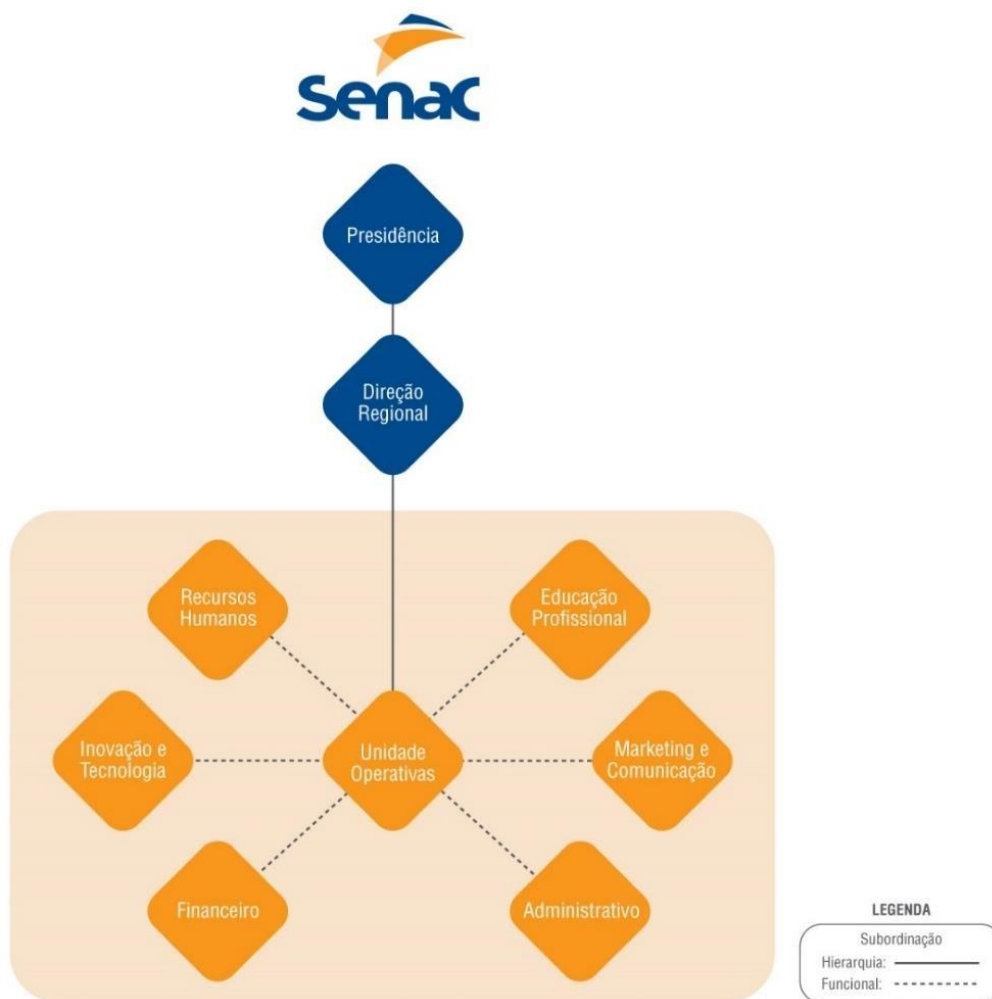 Senac
Presidência
Direção
Regional
Recursos
Humanos
Educação
Profissional
Inovação e
Tecnologia
Unidade
Operativas
Marketing e
Comunicação
Financeiro
Administrativo
LEGENDA
Subordinação
Hierarquia:
Funcional: